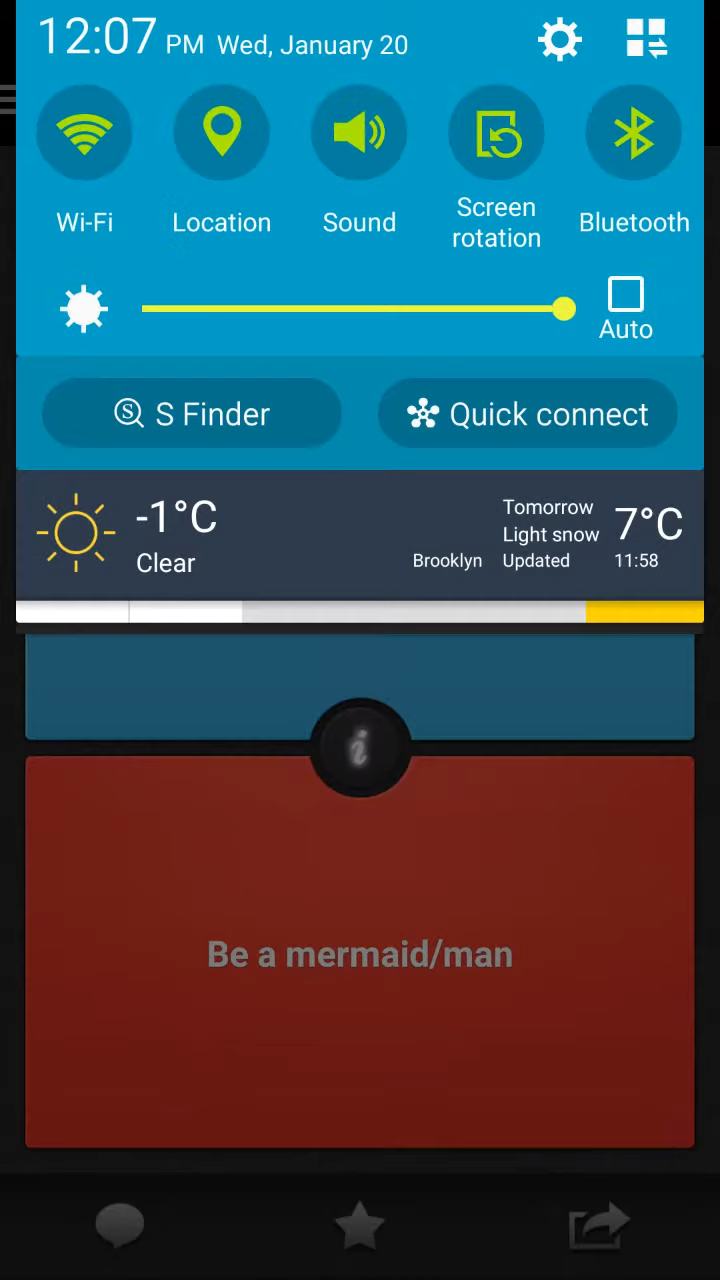 12:07 PM Wed, January 20
Wi-Fi
Location
Sound
Screen
rotation
Bluetooth
Auto
S Finder
Quick connect
-1°C
Clear
Brooklyn
Tomorrow
Light snow
Updated
7°C
11:58
Be a mermaid/man